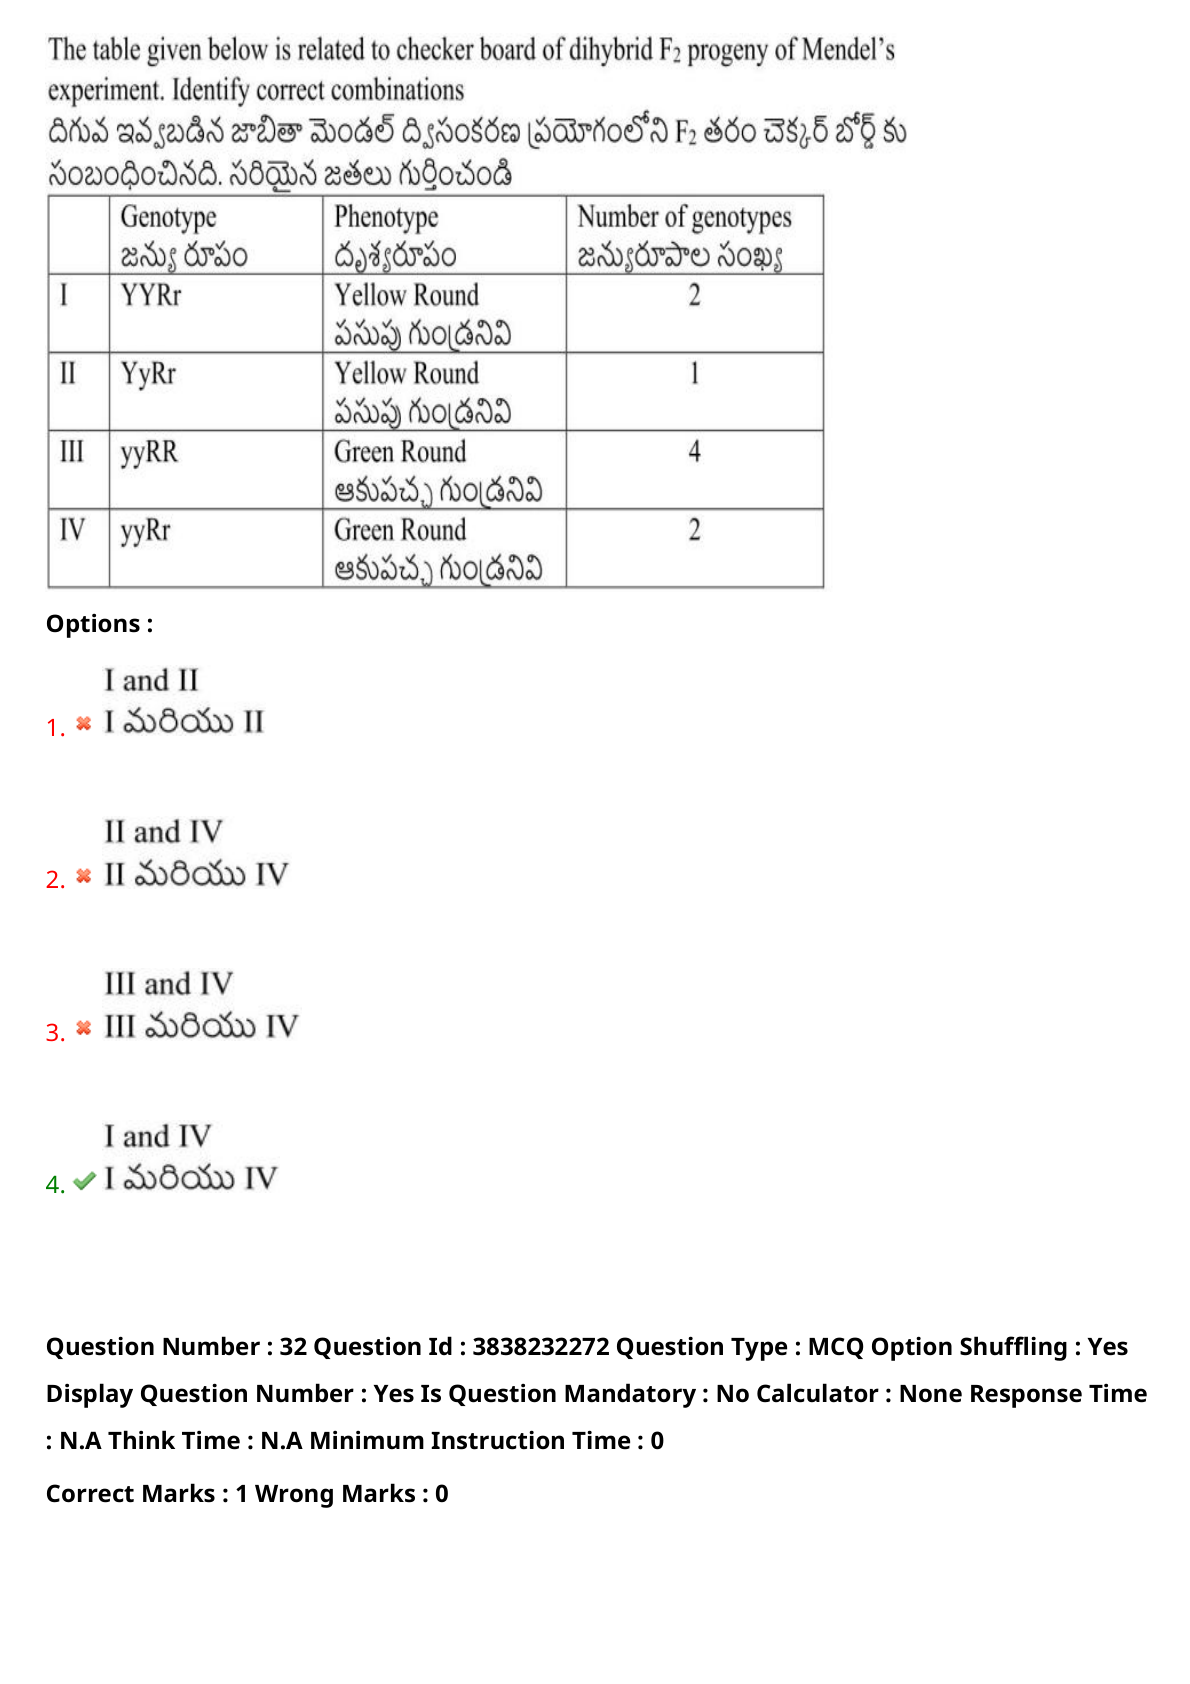 The table given below is related to checker board of dihybrid F₂ progeny of Mendel's
experiment. Identify correct combinations
దిగువ ఇవ్వబడిన జాబితా మెండల్ ద్విసంకరణ ప్రయోగంలోని F₂ తరం చెక్కర్ బోర్డ్ కు
సంబంధించినది. సరియైన జతలు గుర్తించండి
Genotype Phenotype Number of genotypes
జన్యు రూపం దృశ్యరూపం జన్యురూపాల సంఖ్య
I YYRr Yellow Round 2
పసుపు గుండ్రనివి
II YyRr Yellow Round 1
పసుపు గుండ్రనివి
III yyRR Green Round 4
ఆకుపచ్చ గుండ్రనివి
IV yyRr Green Round 2
ఆకుపచ్చ గుండ్రనివి
Options :
I and II
1. I మరియు II
II and IV
2. II మరియు IV
III and IV
3. III మరియు IV
I and IV
4. I మరియు IV
Question Number : 32 Question Id : 3838232272 Question Type : MCQ Option Shuffling : Yes
Display Question Number : Yes Is Question Mandatory : No Calculator : None Response Time
: N.A Think Time : N.A Minimum Instruction Time : 0
Correct Marks : 1 Wrong Marks : 0